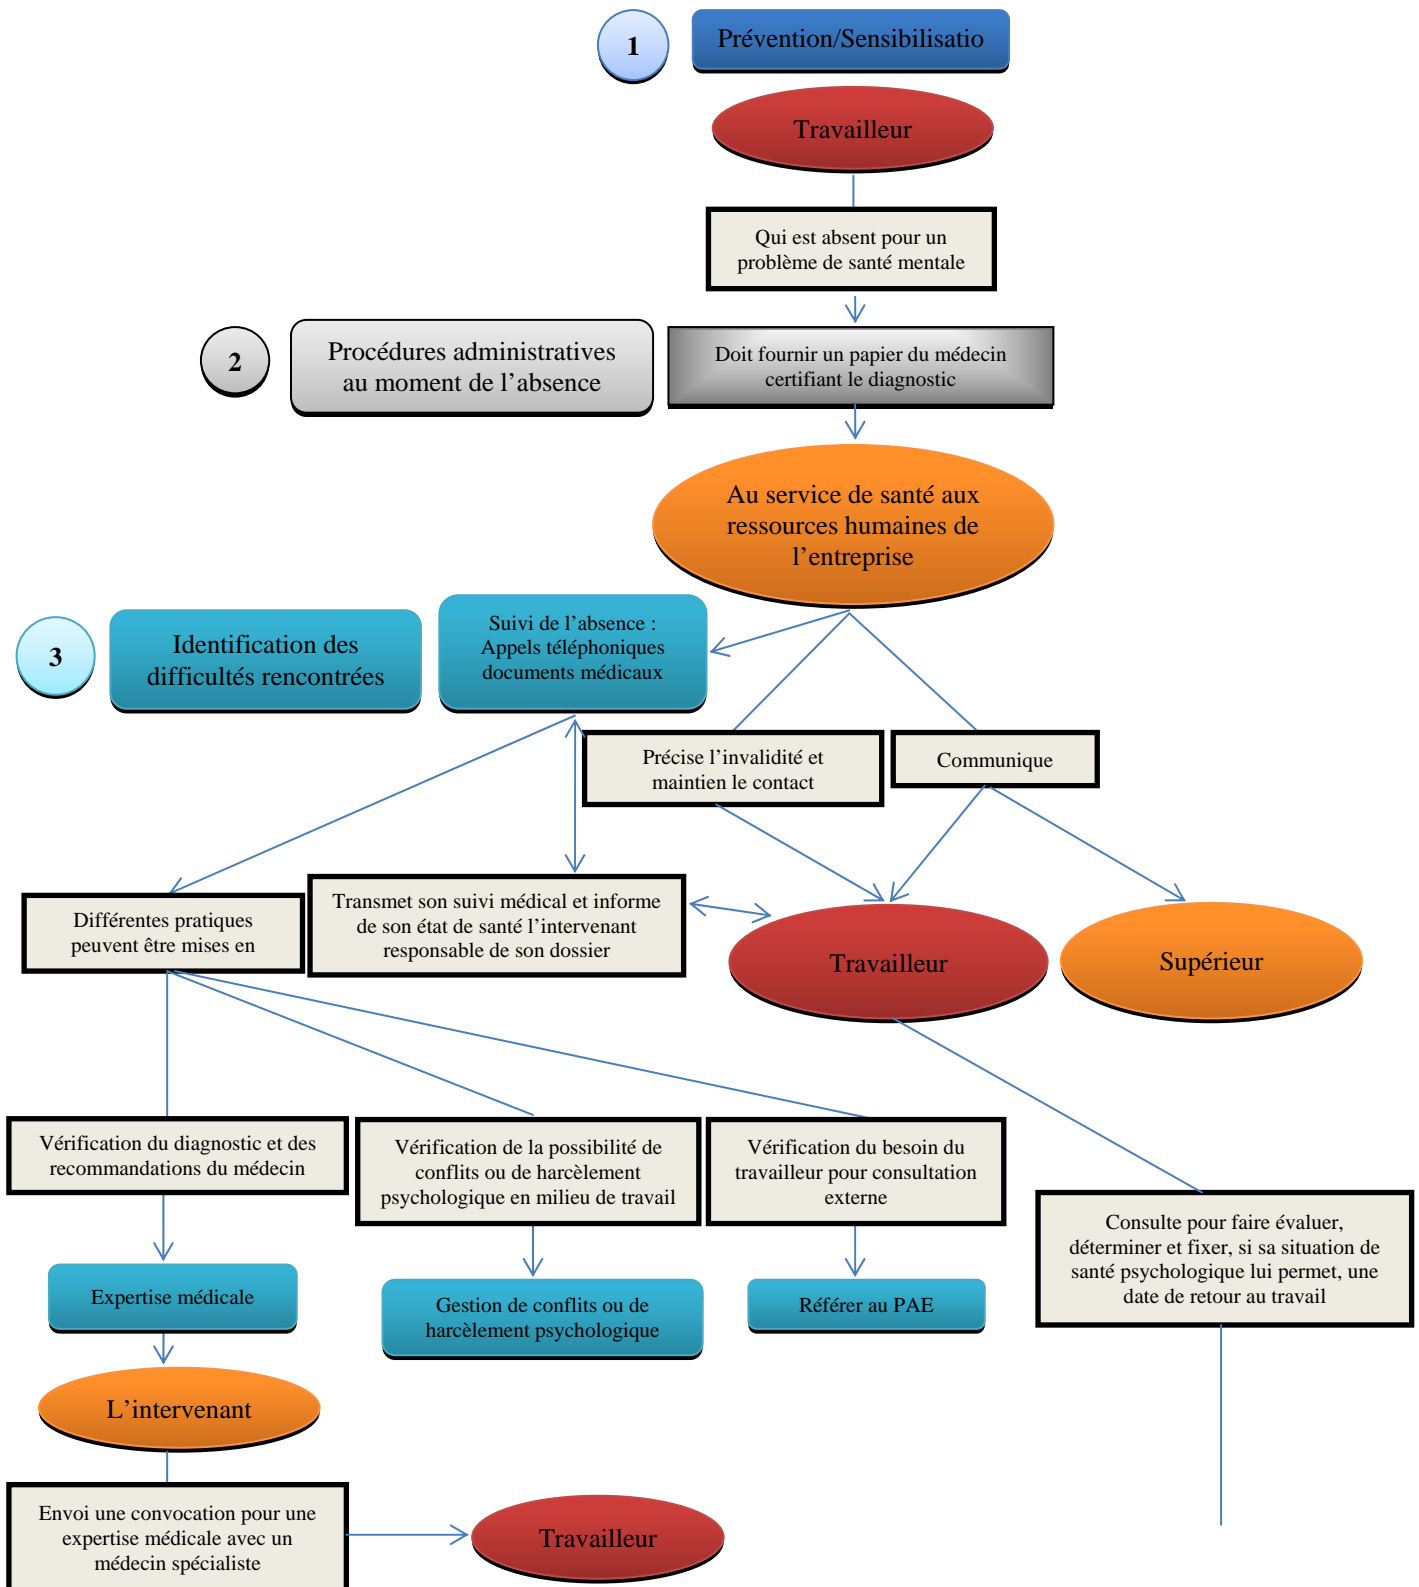 1
Prévention/Sensibilisatio
Travailleur
Qui est absent pour un
problème de santé mentale
2
Procédures administratives
au moment de l’absence
Doit fournir un papier du médecin
certifiant le diagnostic
Au service de santé aux
ressources humaines de
l’entreprise
3
Identification des
difficultés rencontrées
Suivi de l’absence :
Appels téléphoniques
documents médicaux
Précise l’invalidité et
maintien le contact
Communique
Différentes pratiques
peuvent être mises en
Transmet son suivi médical et informe
de son état de santé l’intervenant
responsable de son dossier
Travailleur
Supérieur
Vérification du diagnostic et des
recommandations du médecin
Vérification de la possibilité de
conflits ou de harcèlement
psychologique en milieu de travail
Vérification du besoin du
travailleur pour consultation
externe
Consulte pour faire évaluer,
déterminer et fixer, si sa situation de
santé psychologique lui permet, une
date de retour au travail
Expertise médicale
Gestion de conflits ou de
harcèlement psychologique
Référer au PAE
L’intervenant
Envoi une convocation pour une
expertise médicale avec un
médecin spécialiste
Travailleur